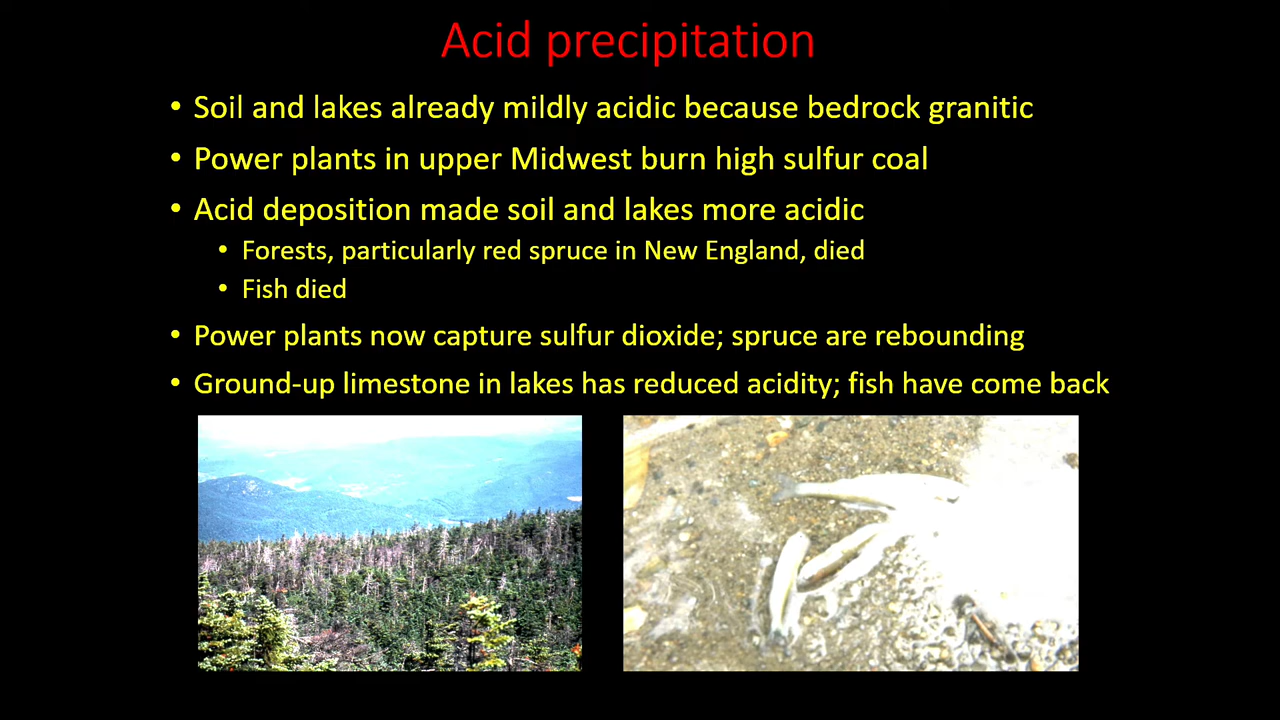 Acid precipitation
• Soil and lakes already mildly acidic because bedrock granitic
• Power plants in upper Midwest burn high sulfur coal
• Acid deposition made soil and lakes more acidic
• Forests, particularly red spruce in New England, died
• Fish died
• Power plants now capture sulfur dioxide; spruce are rebounding
• Ground-up limestone in lakes has reduced acidity; fish have come back